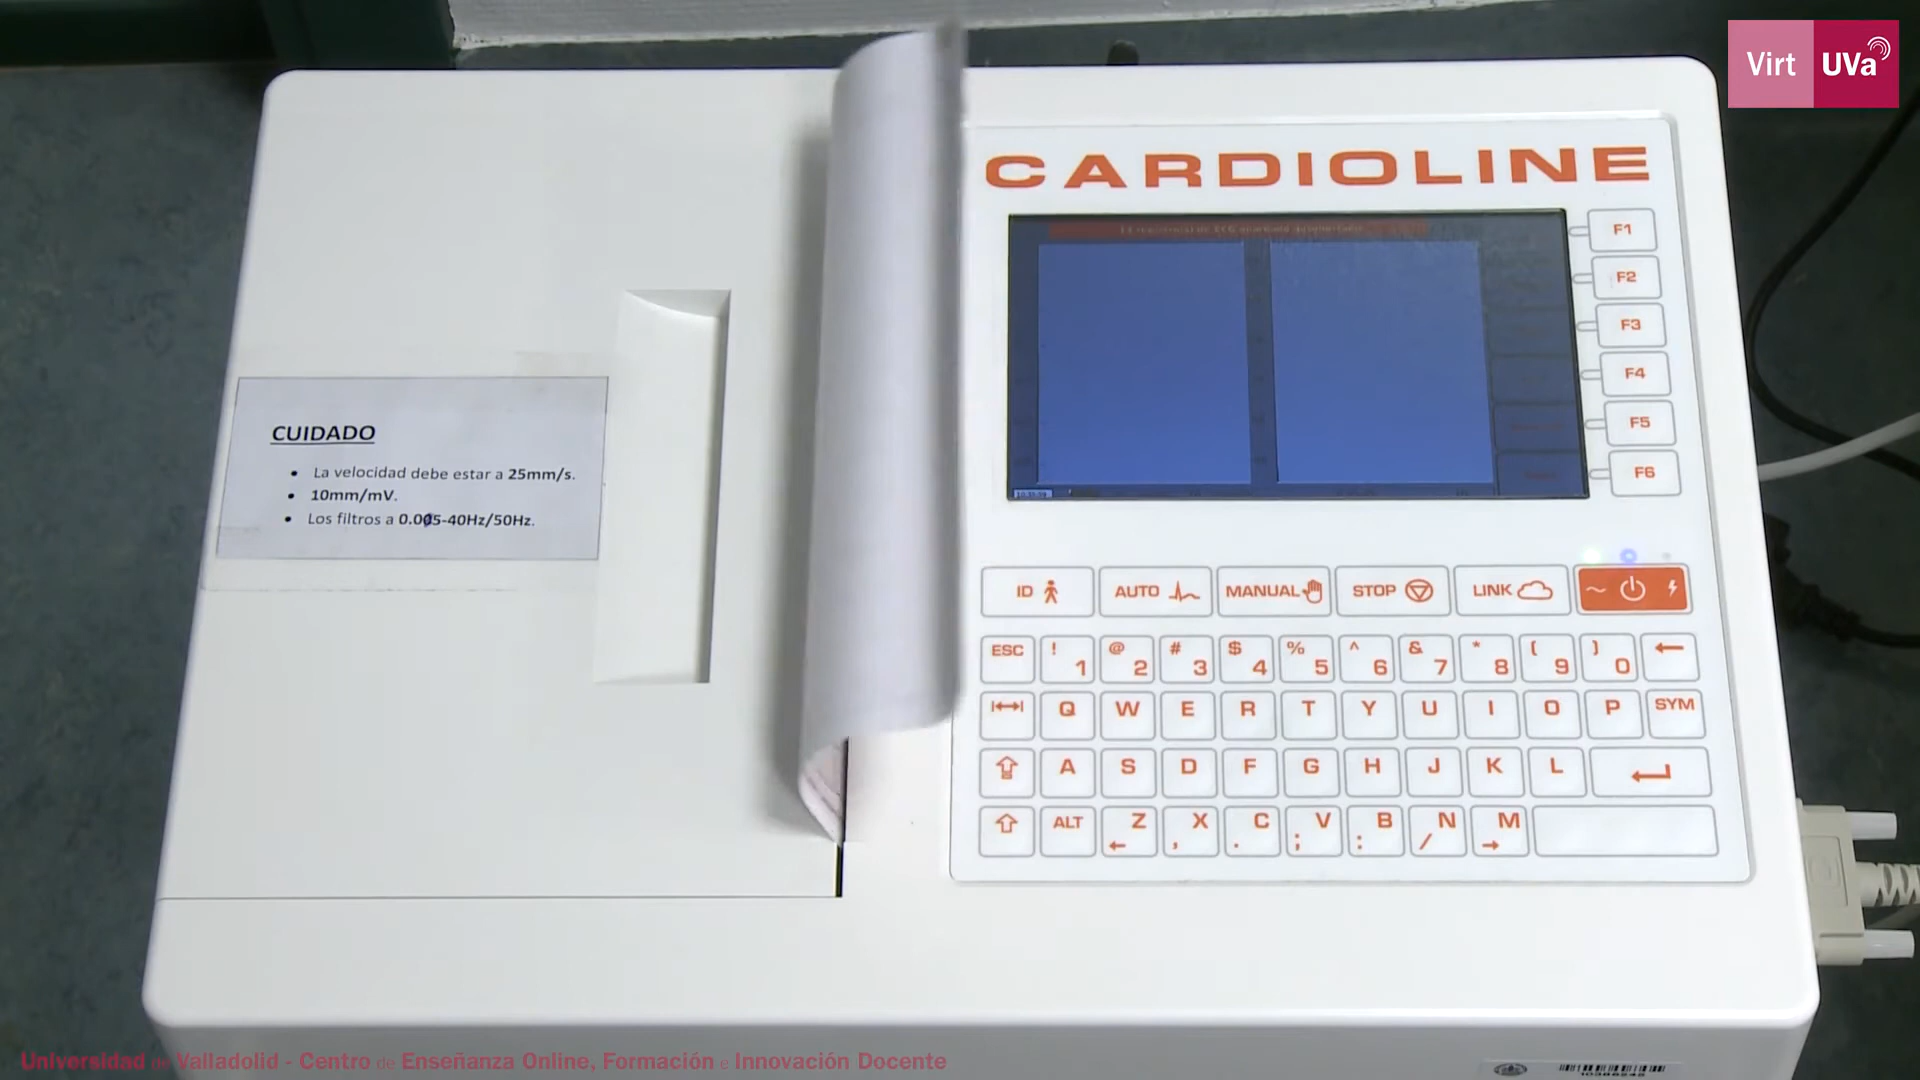 Virt UVa
CARDIOLINE
F1
F2
F3
F4
F5
F6
CUIDADO
• La velocidad debe estar a 25mm/s.
• 10mm/mV.
• Los filtros a 0.005-40Hz/50Hz.
ID AUTO MANUAL STOP LINK
ESC ! 1 @ 2 # 3 $ 4 % 5 ^ 6 & 7 * 8 ( 9 ) 0
Q W E R T Y U I O P SYM
A S D F G H J K L
ALT Z X , C . V ; B : N / M
Universidad de Valladolid - Centro de Enseñanza Online, Formación e Innovación Docente